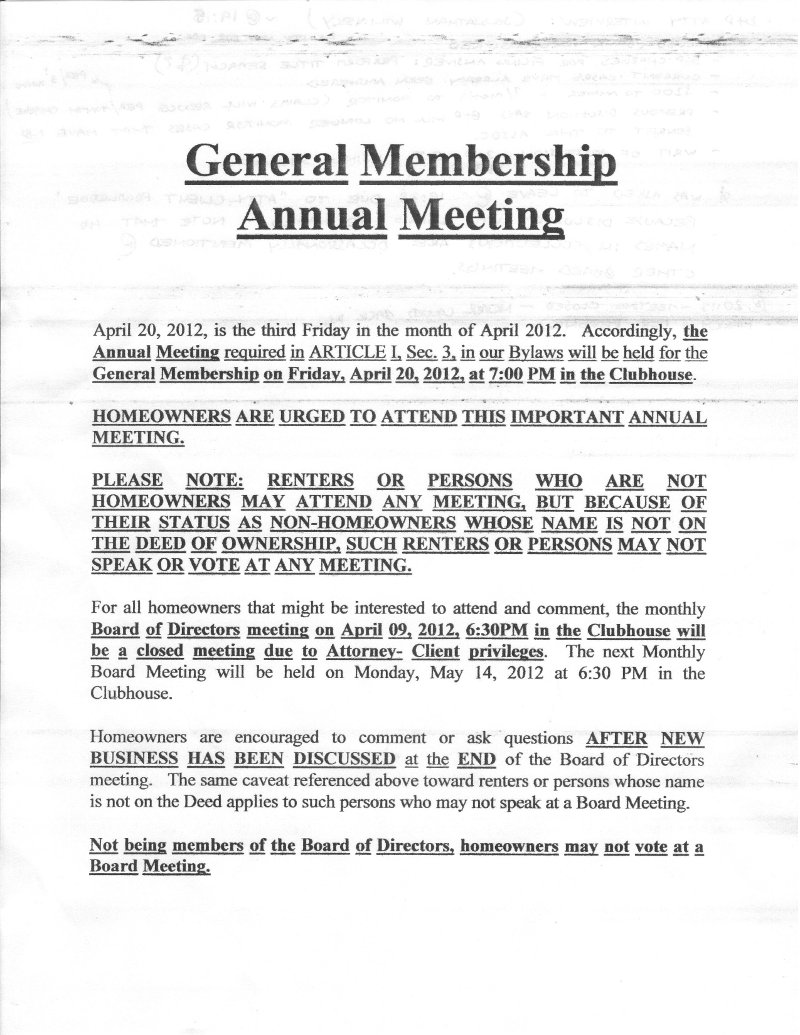 General Membership
Annual Meeting
April 20, 2012, is the third Friday in the month of April 2012. Accordingly, the
Annual Meeting required in ARTICLE I, Sec. 3, in our Bylaws will be held for the
General Membership on Friday, April 20, 2012, at 7:00 PM in the Clubhouse.
HOMEOWNERS ARE URGED TO ATTEND THIS IMPORTANT ANNUAL
MEETING.
PLEASE NOTE: RENTERS OR PERSONS WHO ARE NOT
HOMEOWNERS MAY ATTEND ANY MEETING, BUT BECAUSE OF
THEIR STATUS AS NON-HOMEOWNERS WHOSE NAME IS NOT ON
THE DEED OF OWNERSHIP, SUCH RENTERS OR PERSONS MAY NOT
SPEAK OR VOTE AT ANY MEETING.
For all homeowners that might be interested to attend and comment, the monthly
Board of Directors meeting on April 09, 2012, 6:30PM in the Clubhouse will
be a closed meeting due to Attorney- Client privileges. The next Monthly
Board Meeting will be held on Monday, May 14, 2012 at 6:30 PM in the
Clubhouse.
Homeowners are encouraged to comment or ask questions AFTER NEW
BUSINESS HAS BEEN DISCUSSED at the END of the Board of Directors
meeting. The same caveat referenced above toward renters or persons whose name
is not on the Deed applies to such persons who may not speak at a Board Meeting.
Not being members of the Board of Directors, homeowners may not vote at a
Board Meeting.